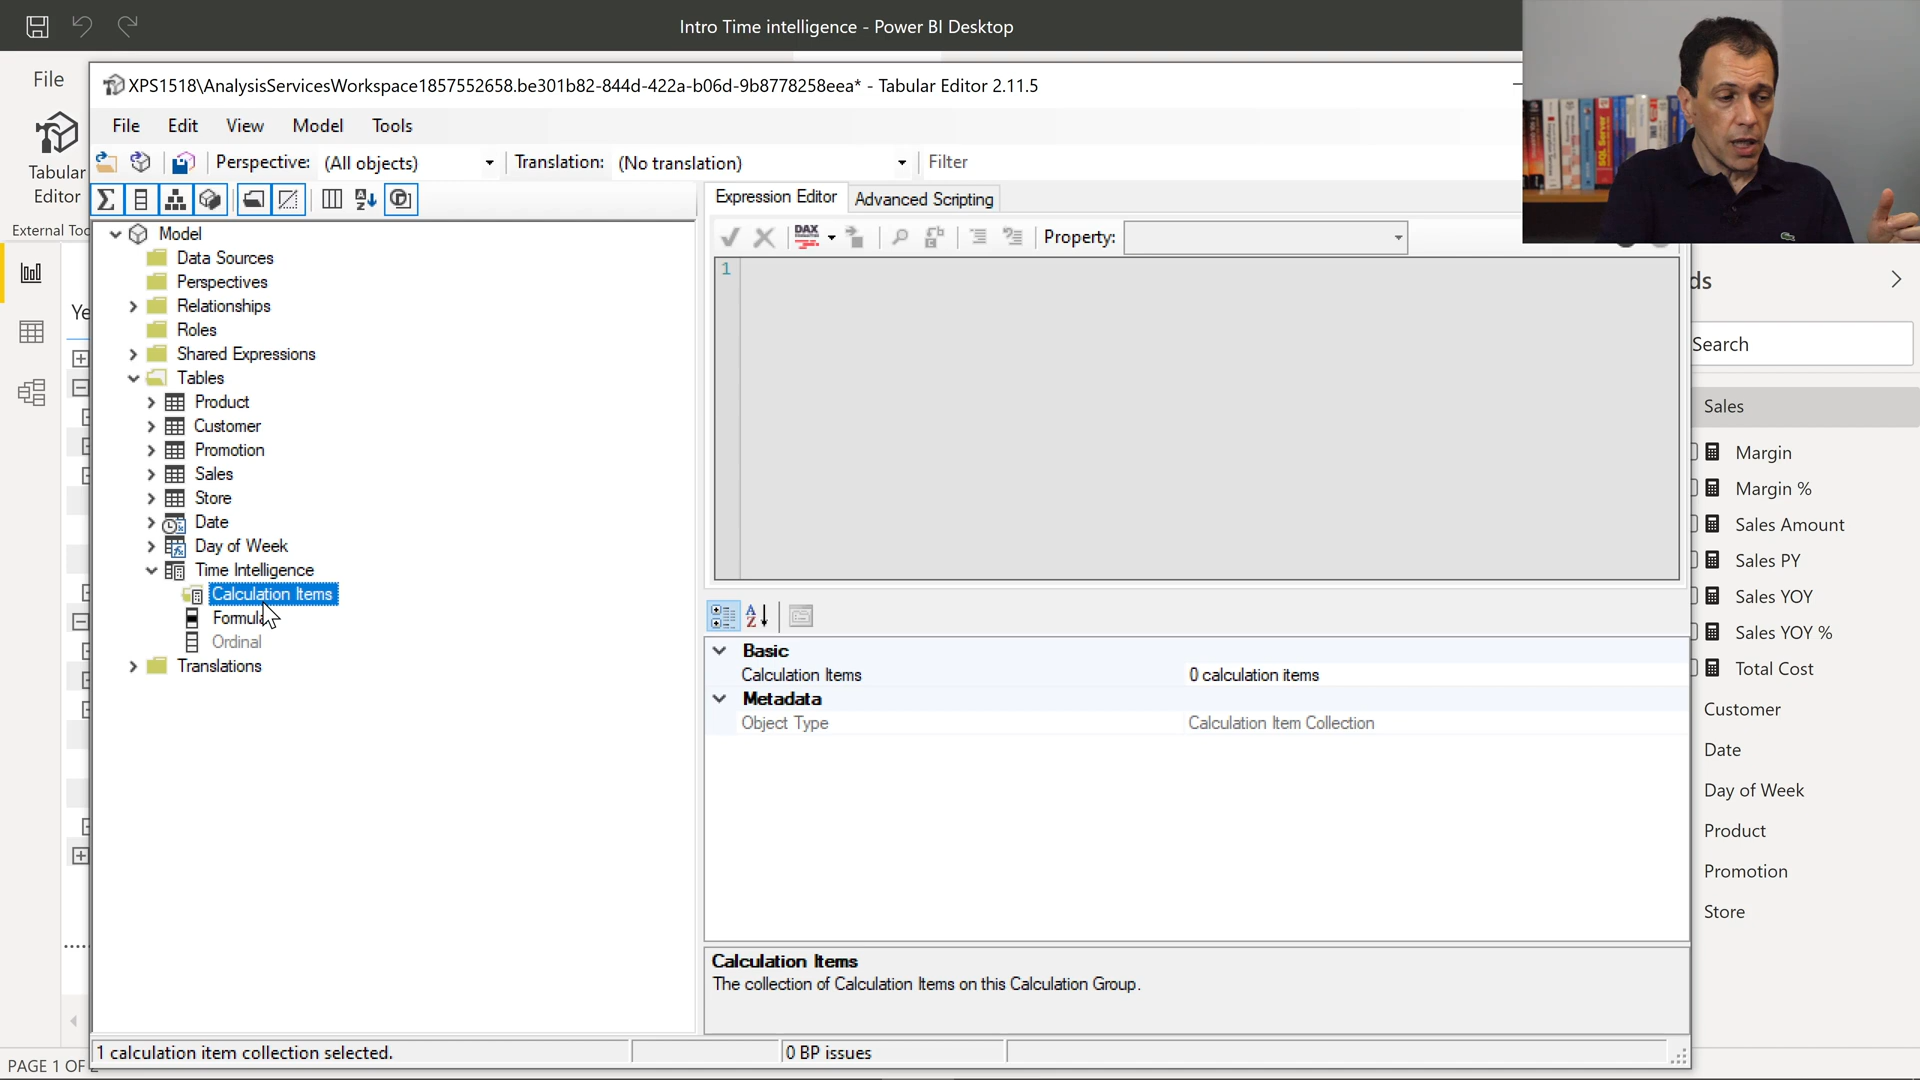 Intro Time intelligence - Power BI Desktop
File
XPS1518\AnalysisServicesWorkspace1857552658.be301b82-844d-422a-b06d-9b8778258eea* - Tabular Editor 2.11.5
File Edit View Model Tools
Tabular
Editor
External
Perspective: (All objects) Translation: (No translation) Filter
Expression Editor Advanced Scripting
DAX
Property:
1
Model
Data Sources
Perspectives
Relationships
Roles
Shared Expressions
Tables
Product
Customer
Promotion
Sales
Store
Date
Day of Week
Time Intelligence
Calculation Items
Formula
Ordinal
Translations
Basic
Calculation Items 0 calculation items
Metadata
Object Type Calculation Item Collection
Calculation Items
The collection of Calculation Items on this Calculation Group.
1 calculation item collection selected.
0 BP issues
PAGE 1 OF 2
ds
Search
Sales
Margin
Margin %
Sales Amount
Sales PY
Sales YOY
Sales YOY %
Total Cost
Customer
Date
Day of Week
Product
Promotion
Store
SQL Server